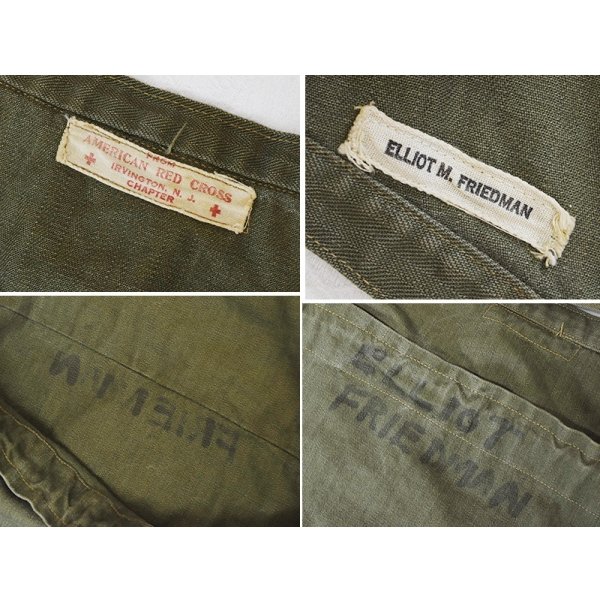 FROM
AMERICAN RED CROSS
IRVINGTON, N. J.
CHAPTER
ELLIOT M. FRIEDMAN
ELLIOT
FRIEDMAN